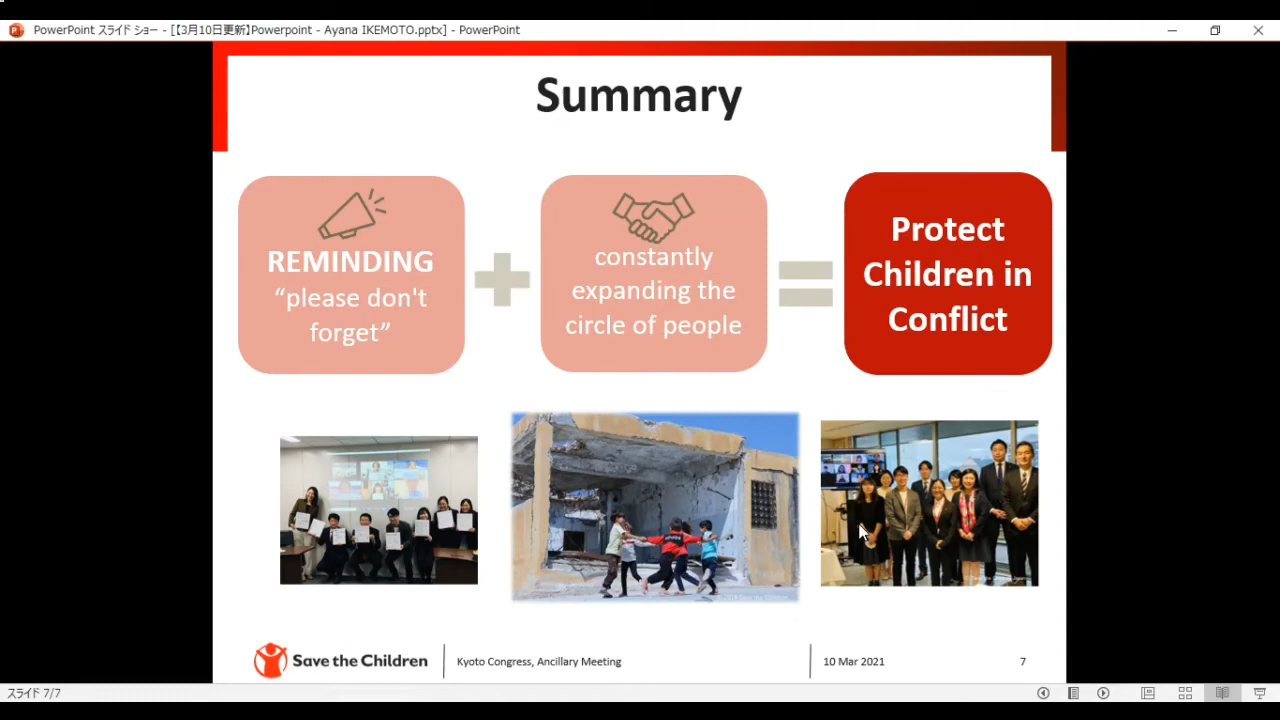 PowerPoint スライド ショー - [【3月10日更新】Powerpoint - Ayana IKEMOTO.pptx] - PowerPoint
Summary
REMINDING
“please don't
forget”
constantly
expanding the
circle of people
Protect
Children in
Conflict
Save the Children
Kyoto Congress, Ancillary Meeting
10 Mar 2021
7
スライド 7/7